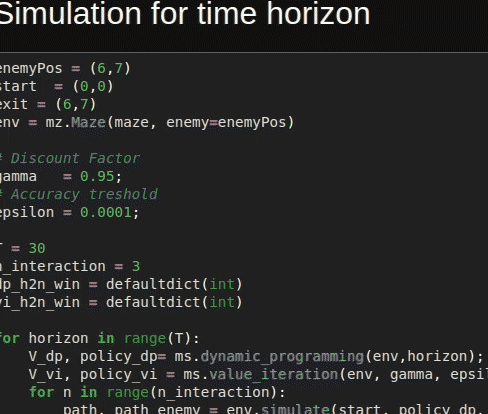 Simulation for time horizon
enemyPos = (6,7)
start  = (0,0)
exit = (6,7)
env = mz.Maze(maze, enemy=enemyPos)
# Discount Factor
gamma   = 0.95;
# Accuracy treshold
epsilon = 0.0001;
T = 30
n_interaction = 3
dp_h2n_win = defaultdict(int)
vi_h2n_win = defaultdict(int)
for horizon in range(T):
V_dp, policy_dp= ms.dynamic_programming(env,horizon);
V_vi, policy_vi = ms.value_iteration(env, gamma, epsil
for n in range(n_interaction):
path, path_enemy = env.simulate(start, policy_dp,